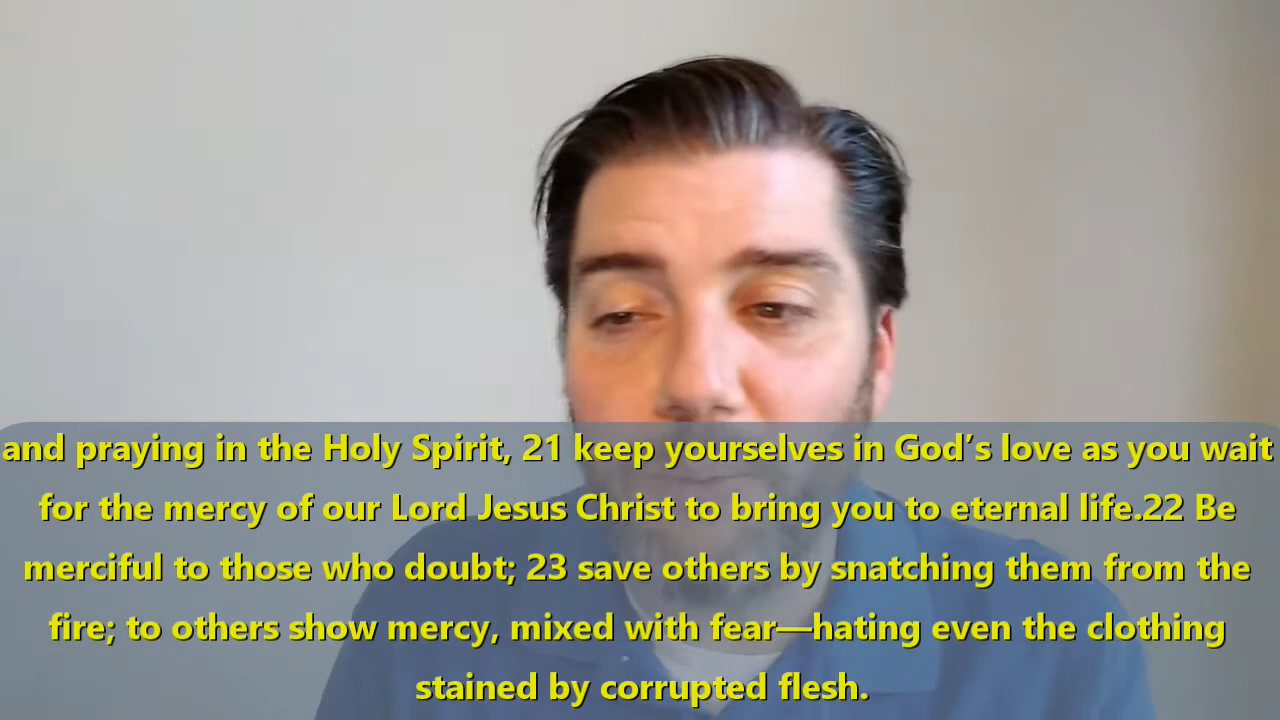 and praying in the Holy Spirit, 21 keep yourselves in God’s love as you wait
for the mercy of our Lord Jesus Christ to bring you to eternal life.22 Be
merciful to those who doubt; 23 save others by snatching them from the
fire; to others show mercy, mixed with fear—hating even the clothing
stained by corrupted flesh.